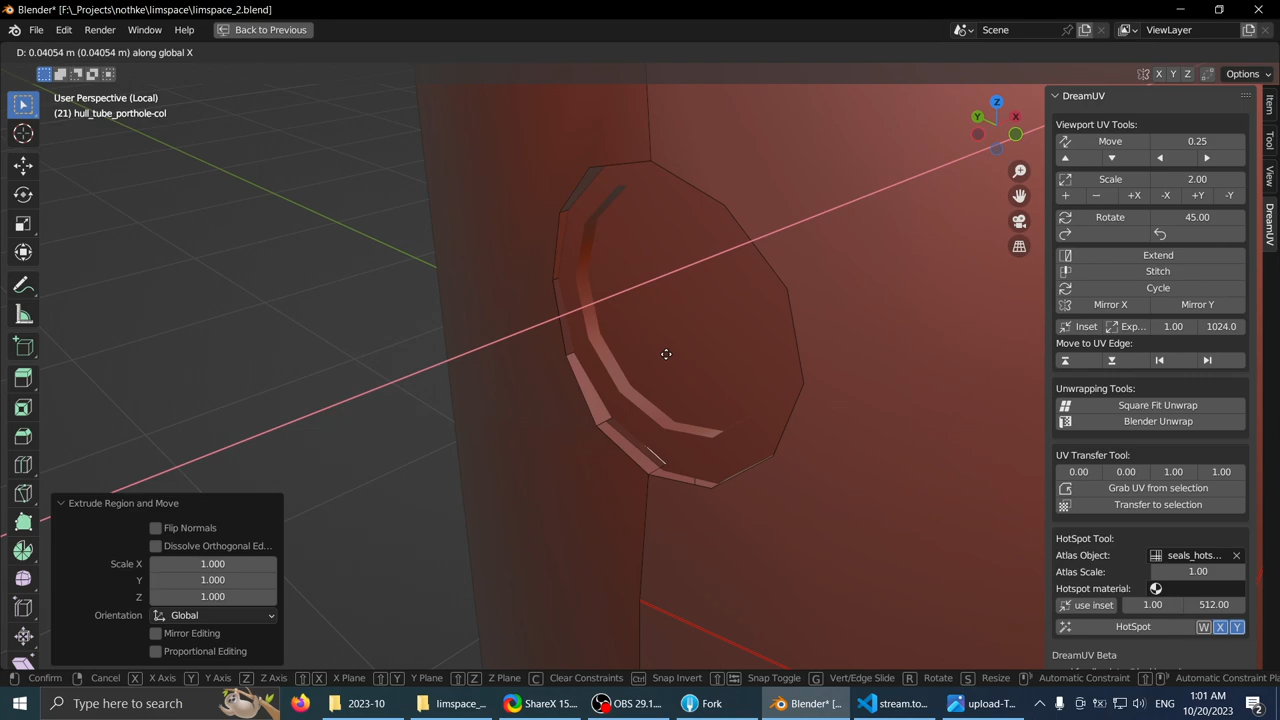 Blender* [F:\_Projects\nothke\limspace\limspace_2.blend]
File Edit Render Window Help Back to Previous Scene ViewLayer
D: 0.04054 m (0.04054 m) along global X
X Y Z Options
User Perspective (Local)
(21) hull_tube_porthole-col
Z Y X
DreamUV
Viewport UV Tools:
Move 0.25
Scale 2.00
+ − +X -X +Y -Y
Rotate 45.00
Extend
Stitch
Cycle
Mirror X Mirror Y
Inset Exp... 1.00 1024.0
Move to UV Edge:
Unwrapping Tools:
Square Fit Unwrap
Blender Unwrap
UV Transfer Tool:
0.00 0.00 1.00 1.00
Grab UV from selection
Transfer to selection
HotSpot Tool:
Atlas Object: seals_hots...
Atlas Scale: 1.00
Hotspot material:
use inset 1.00 512.00
HotSpot W X Y
DreamUV Beta
Item
Tool
View
DreamUV
Extrude Region and Move
Flip Normals
Dissolve Orthogonal Ed...
Scale X 1.000
Y 1.000
Z 1.000
Orientation Global
Mirror Editing
Proportional Editing
Confirm Cancel X X Axis Y Y Axis Z Z Axis X X Plane Y Y Plane Z Z Plane C Clear Constraints Ctrl Snap Invert Snap Toggle G Vert/Edge Slide R Rotate S Resize Automatic Constraint Automatic Constraint Pla
Type here to search 2023-10 limspace_... ShareX 15.... OBS 29.1.... Fork Blender* [... stream.to... upload-T... 1:01 AM
10/20/2023 2